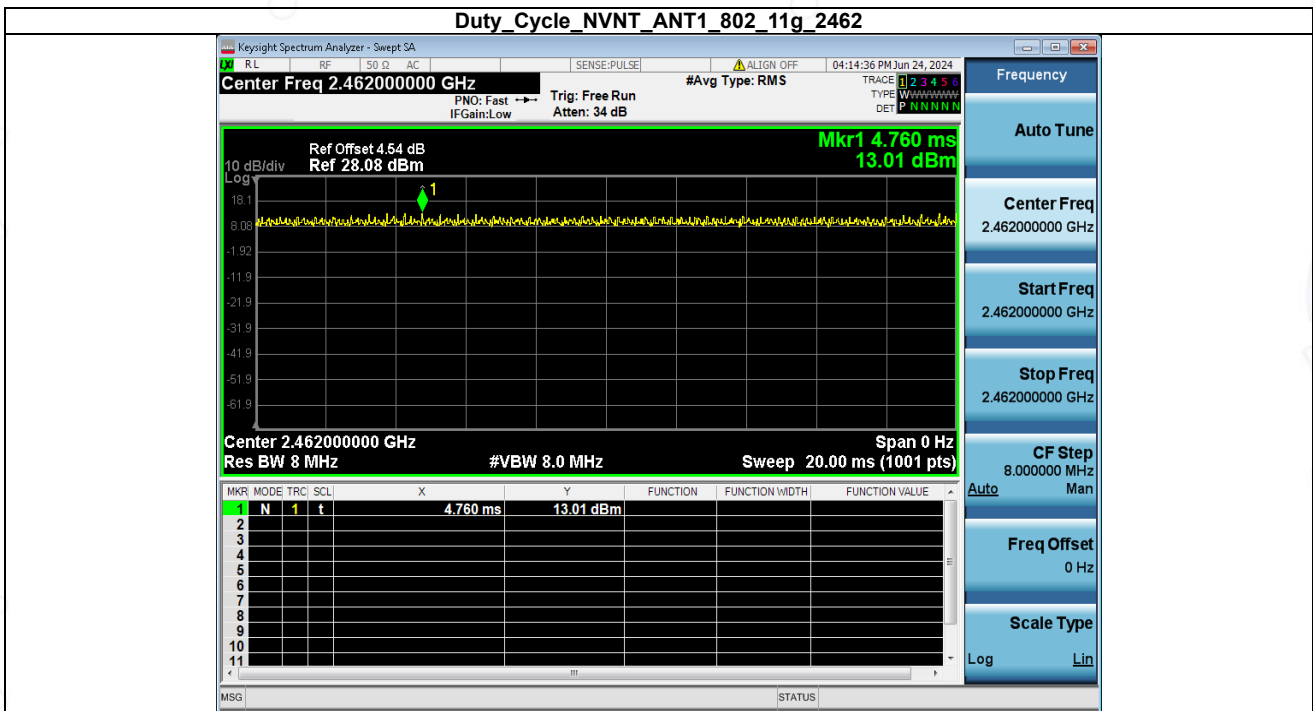 Duty_Cycle_NVNT_ANT1_802_11g_2462
Keysight Spectrum Analyzer - Swept SA
RL RF 50 Ω AC SENSE:PULSE ALIGN OFF 04:14:36 PM Jun 24, 2024
Center Freq 2.462000000 GHz #Avg Type: RMS TRACE 1 2 3 4 5 6
PNO: Fast Trig: Free Run TYPE WWWWWW
IFGain:Low Atten: 34 dB DET P N N N N N
Mkr1 4.760 ms
13.01 dBm
Ref Offset 4.54 dB
10 dB/div Ref 28.08 dBm
Log
1
18.1
8.08
-1.92
-11.9
-21.9
-31.9
-41.9
-51.9
-61.9
Center 2.462000000 GHz Span 0 Hz
Res BW 8 MHz #VBW 8.0 MHz Sweep 20.00 ms (1001 pts)
MKR MODE TRC SCL X Y FUNCTION FUNCTION WIDTH FUNCTION VALUE
1 N 1 t 4.760 ms 13.01 dBm
2
3
4
5
6
7
8
9
10
11
MSG STATUS
Frequency
Auto Tune
Center Freq
2.462000000 GHz
Start Freq
2.462000000 GHz
Stop Freq
2.462000000 GHz
CF Step
8.000000 MHz
Auto Man
Freq Offset
0 Hz
Scale Type
Log Lin